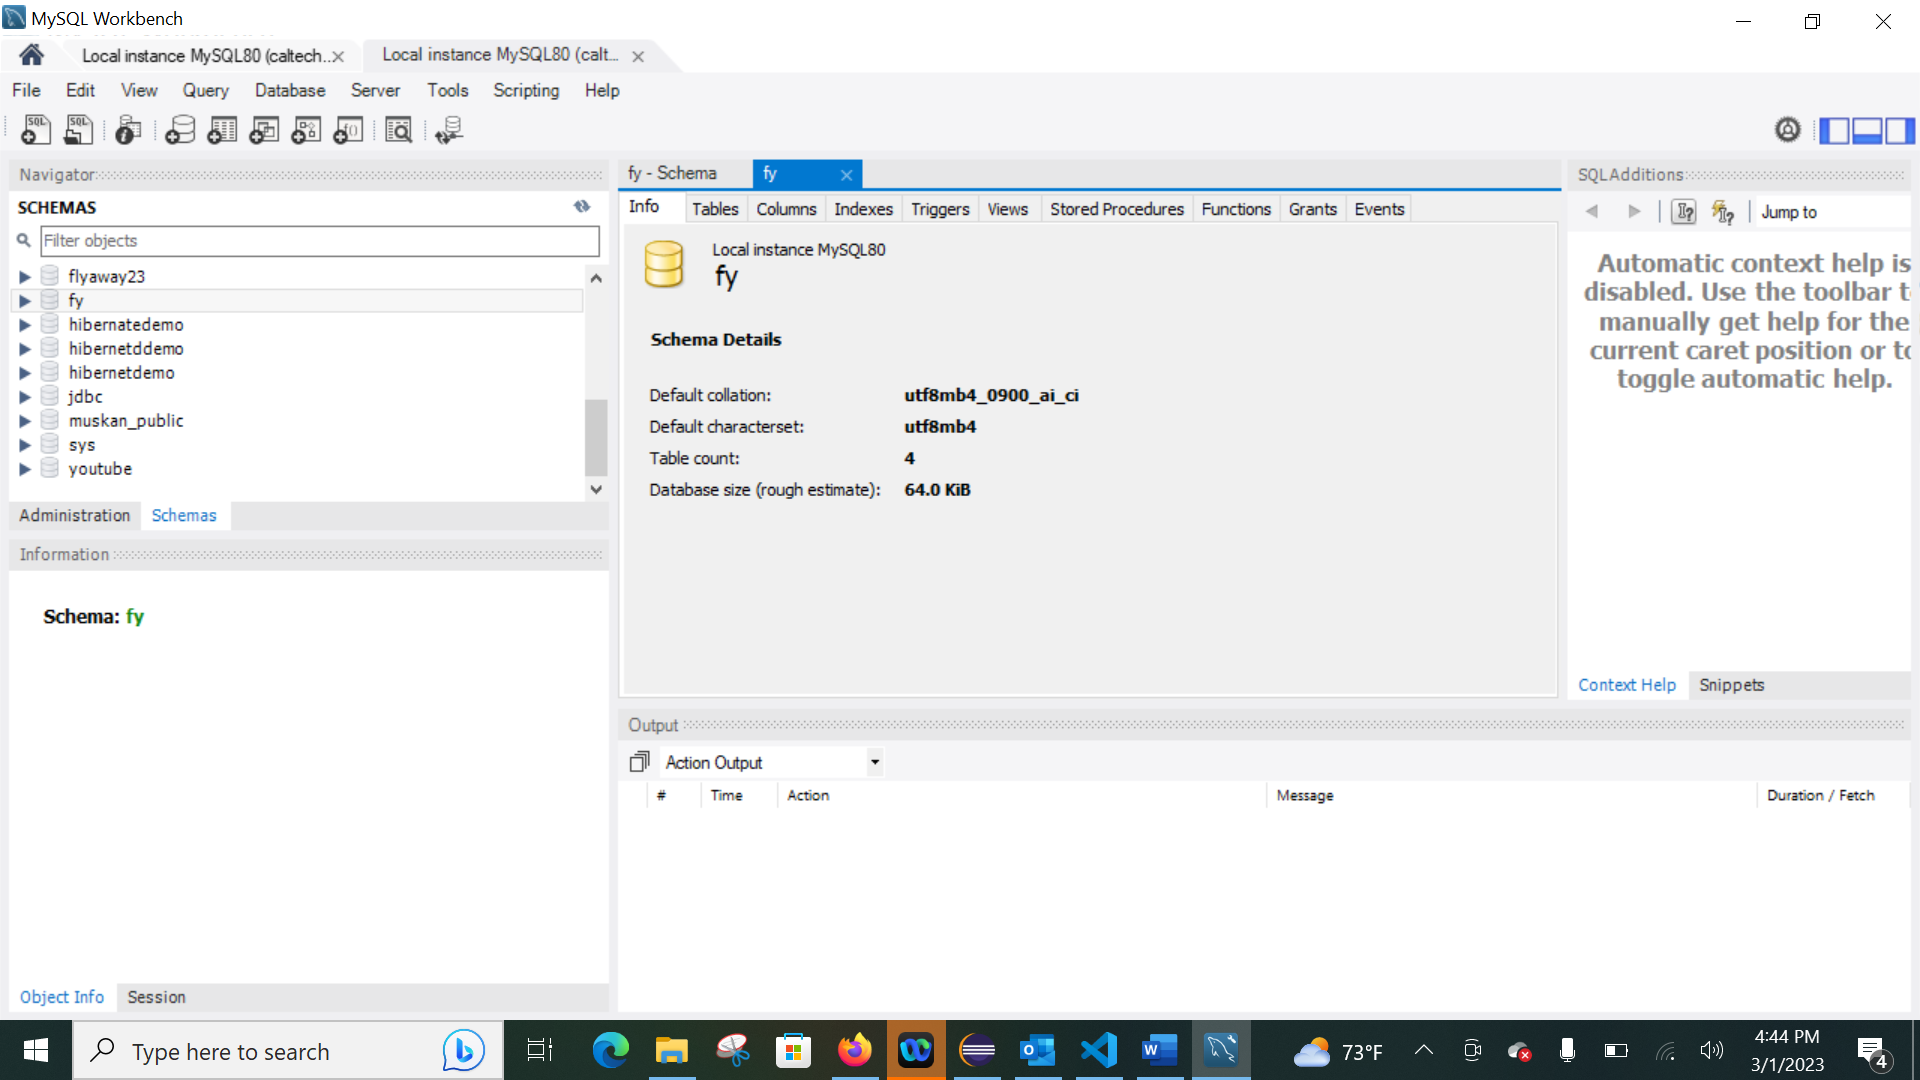 MySQL Workbench
Local instance MySQL80 (caltech...
Local instance MySQL80 (calt...
File Edit View Query Database Server Tools Scripting Help
Navigator
SCHEMAS
Filter objects
flyaway23
fy
hibernatedemo
hibernetddemo
hibernetdemo
jdbc
muskan_public
sys
youtube
Administration Schemas
Information
Schema: fy
Object Info Session
fy - Schema fy
Info Tables Columns Indexes Triggers Views Stored Procedures Functions Grants Events
Local instance MySQL80
fy
Schema Details
Default collation: utf8mb4_0900_ai_ci
Default characterset: utf8mb4
Table count: 4
Database size (rough estimate): 64.0 KiB
SQLAdditions
Jump to
Automatic context help is
disabled. Use the toolbar t
manually get help for the
current caret position or to
toggle automatic help.
Context Help Snippets
Output
Action Output
# Time Action Message Duration / Fetch
Type here to search
73°F
4:44 PM
3/1/2023
4